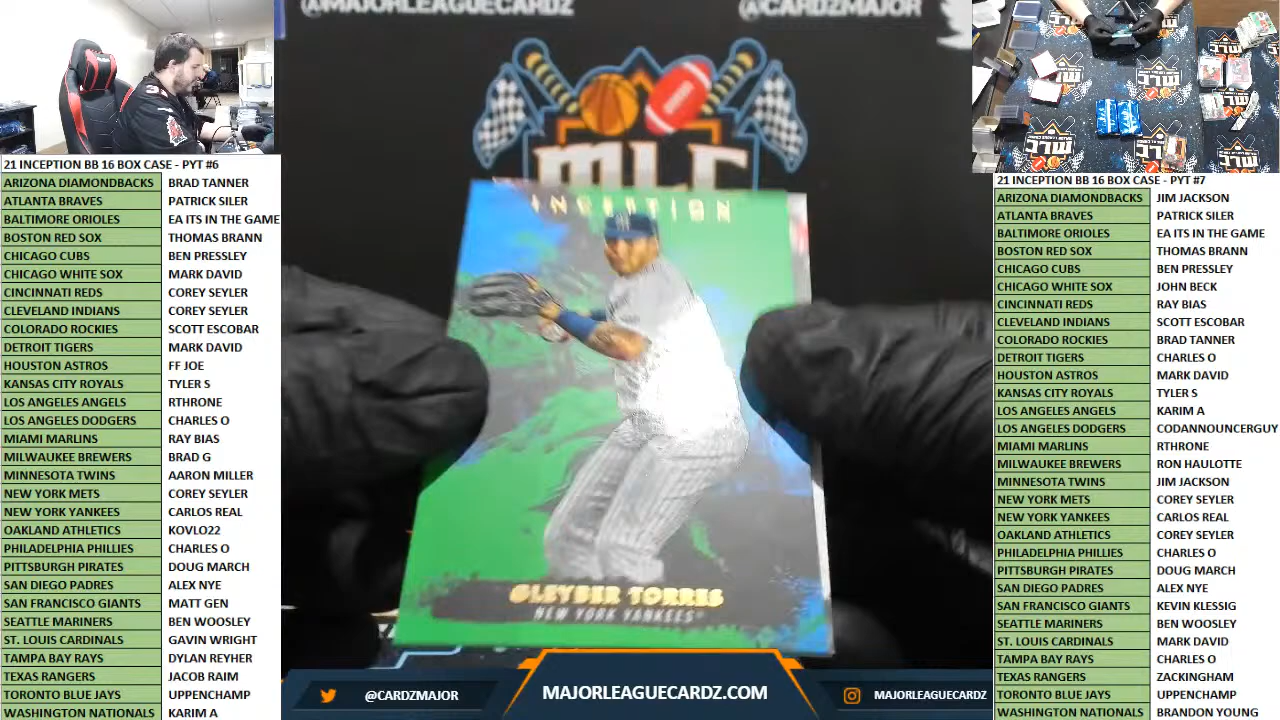 @MAJORLEAGUECARDZ
@CARDZMAJOR
MLC
INCEPTION
GLEYBER TORRES
NEW YORK YANKEES
@CARDZMAJOR
MAJORLEAGUECARDZ.COM
MAJORLEAGUECARDZ
21 INCEPTION BB 16 BOX CASE - PYT #6
ARIZONA DIAMONDBACKS BRAD TANNER
ATLANTA BRAVES PATRICK SILER
BALTIMORE ORIOLES EA ITS IN THE GAME
BOSTON RED SOX THOMAS BRANN
CHICAGO CUBS BEN PRESSLEY
CHICAGO WHITE SOX MARK DAVID
CINCINNATI REDS COREY SEYLER
CLEVELAND INDIANS COREY SEYLER
COLORADO ROCKIES SCOTT ESCOBAR
DETROIT TIGERS MARK DAVID
HOUSTON ASTROS FF JOE
KANSAS CITY ROYALS TYLER S
LOS ANGELES ANGELS RTHRONE
LOS ANGELES DODGERS CHARLES O
MIAMI MARLINS RAY BIAS
MILWAUKEE BREWERS BRAD G
MINNESOTA TWINS AARON MILLER
NEW YORK METS COREY SEYLER
NEW YORK YANKEES CARLOS REAL
OAKLAND ATHLETICS KOVLO22
PHILADELPHIA PHILLIES CHARLES O
PITTSBURGH PIRATES DOUG MARCH
SAN DIEGO PADRES ALEX NYE
SAN FRANCISCO GIANTS MATT GEN
SEATTLE MARINERS BEN WOOSLEY
ST. LOUIS CARDINALS GAVIN WRIGHT
TAMPA BAY RAYS DYLAN REYHER
TEXAS RANGERS JACOB RAIM
TORONTO BLUE JAYS UPPENCHAMP
WASHINGTON NATIONALS KARIM A
21 INCEPTION BB 16 BOX CASE - PYT #7
ARIZONA DIAMONDBACKS JIM JACKSON
ATLANTA BRAVES PATRICK SILER
BALTIMORE ORIOLES EA ITS IN THE GAME
BOSTON RED SOX THOMAS BRANN
CHICAGO CUBS BEN PRESSLEY
CHICAGO WHITE SOX JOHN BECK
CINCINNATI REDS RAY BIAS
CLEVELAND INDIANS SCOTT ESCOBAR
COLORADO ROCKIES BRAD TANNER
DETROIT TIGERS CHARLES O
HOUSTON ASTROS MARK DAVID
KANSAS CITY ROYALS TYLER S
LOS ANGELES ANGELS KARIM A
LOS ANGELES DODGERS CODANNOUNCERGUY
MIAMI MARLINS RTHRONE
MILWAUKEE BREWERS RON HAULOTTE
MINNESOTA TWINS JIM JACKSON
NEW YORK METS COREY SEYLER
NEW YORK YANKEES CARLOS REAL
OAKLAND ATHLETICS COREY SEYLER
PHILADELPHIA PHILLIES CHARLES O
PITTSBURGH PIRATES DOUG MARCH
SAN DIEGO PADRES ALEX NYE
SAN FRANCISCO GIANTS KEVIN KLESSIG
SEATTLE MARINERS BEN WOOSLEY
ST. LOUIS CARDINALS MARK DAVID
TAMPA BAY RAYS CHARLES O
TEXAS RANGERS ZACKINGHAM
TORONTO BLUE JAYS UPPENCHAMP
WASHINGTON NATIONALS BRANDON YOUNG